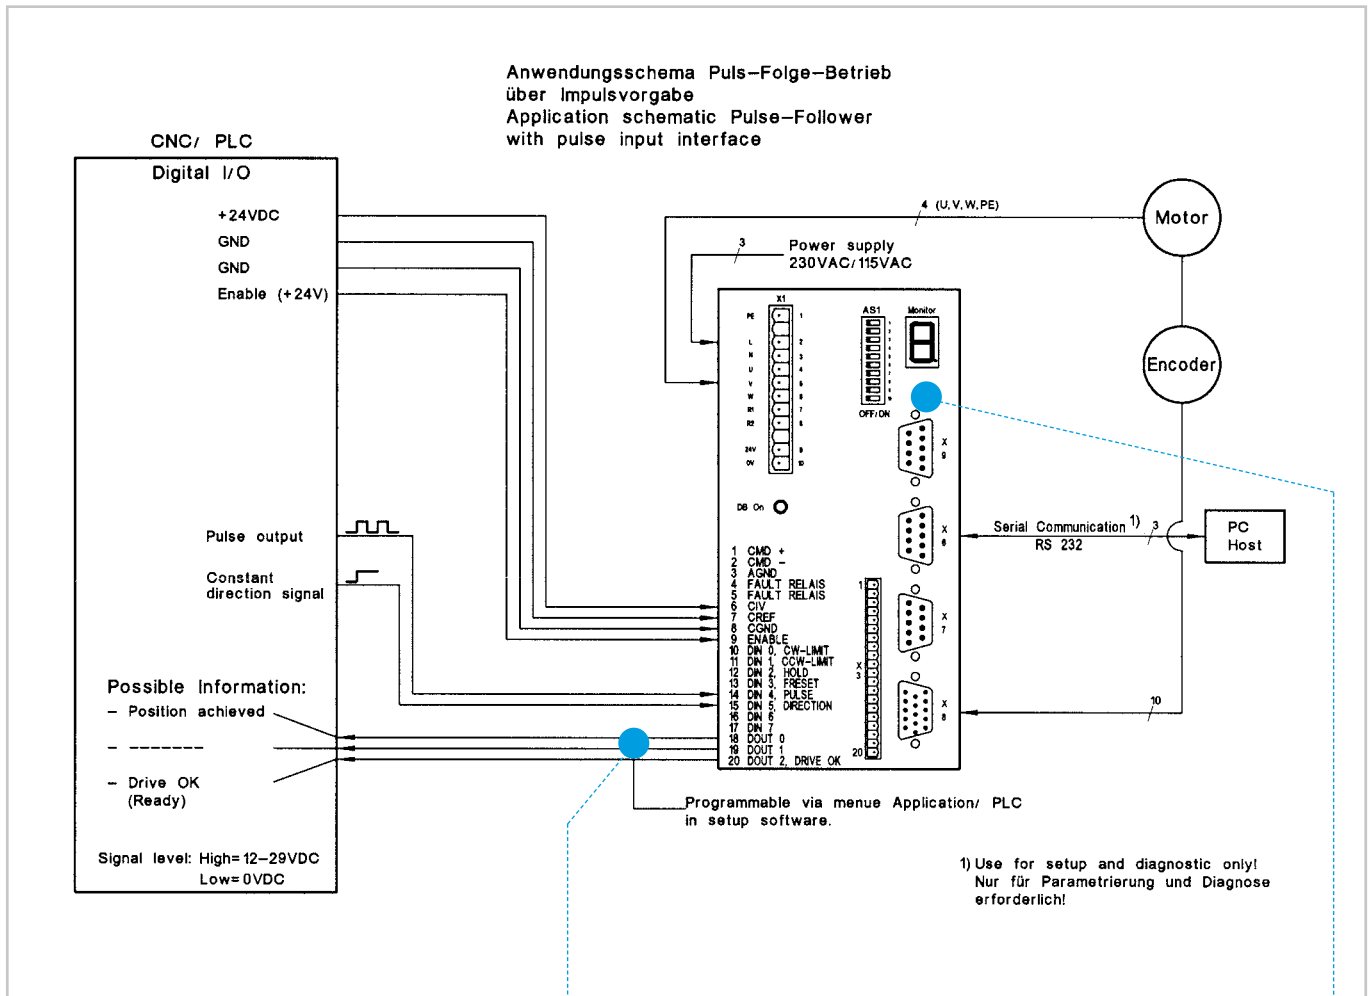 Anwendungsschema Puls-Folge-Betrieb
über Impulsvorgabe
Application schematic Pulse-Follower
with pulse input interface
CNC/ PLC
Digital I/O
+24VDC
GND
GND
Enable (+24V)
Pulse output
Constant
direction signal
Possible Information:
- Position achieved
- --------
- Drive OK
(Ready)
Signal level: High=12-29VDC
Low=0VDC
4 (U,V,W,PE)
Motor
3
Power supply
230VAC/115VAC
Encoder
X1
PE 1
L 2
N 3
U 4
V 5
W 6
R1 7
R2 8
24V 9
0V 10
AS1
OFF/ON
Monitor
8
X
9
DB On
X
6
Serial Communication 1) 3
RS 232
PC
Host
1 CMD +
2 CMD -
3 AGND
4 FAULT RELAIS
5 FAULT RELAIS
6 CIV
7 CREF
8 CGND
9 ENABLE
10 DIN 0, CW-LIMIT
11 DIN 1, CCW-LIMIT
12 DIN 2, HOLD
13 DIN 3, FRESET
14 DIN 4, PULSE
15 DIN 5, DIRECTION
16 DIN 6
17 DIN 7
18 DOUT 0
19 DOUT 1
20 DOUT 2, DRIVE OK
1
X
3
20
X
7
X
8
10
Programmable via menue Application/ PLC
in setup software.
1) Use for setup and diagnostic only!
Nur für Parametrierung und Diagnose
erforderlich!